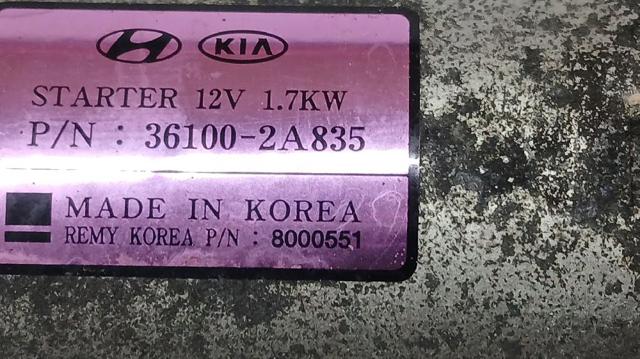 KIA
STARTER 12V 1.7KW
P/N : 36100-2A835
MADE IN KOREA
REMY KOREA P/N : 8000551